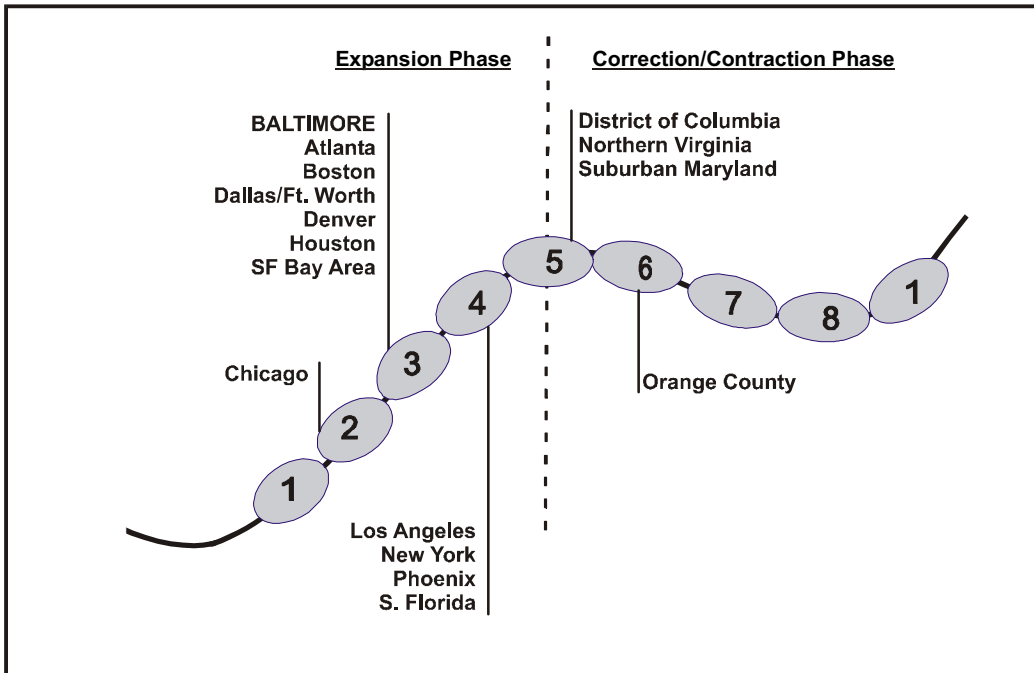 Expansion Phase
Correction/Contraction Phase
BALTIMORE
Atlanta
Boston
Dallas/Ft. Worth
Denver
Houston
SF Bay Area
District of Columbia
Northern Virginia
Suburban Maryland
5
6
4
7
8
1
3
Chicago
Orange County
2
1
Los Angeles
New York
Phoenix
S. Florida